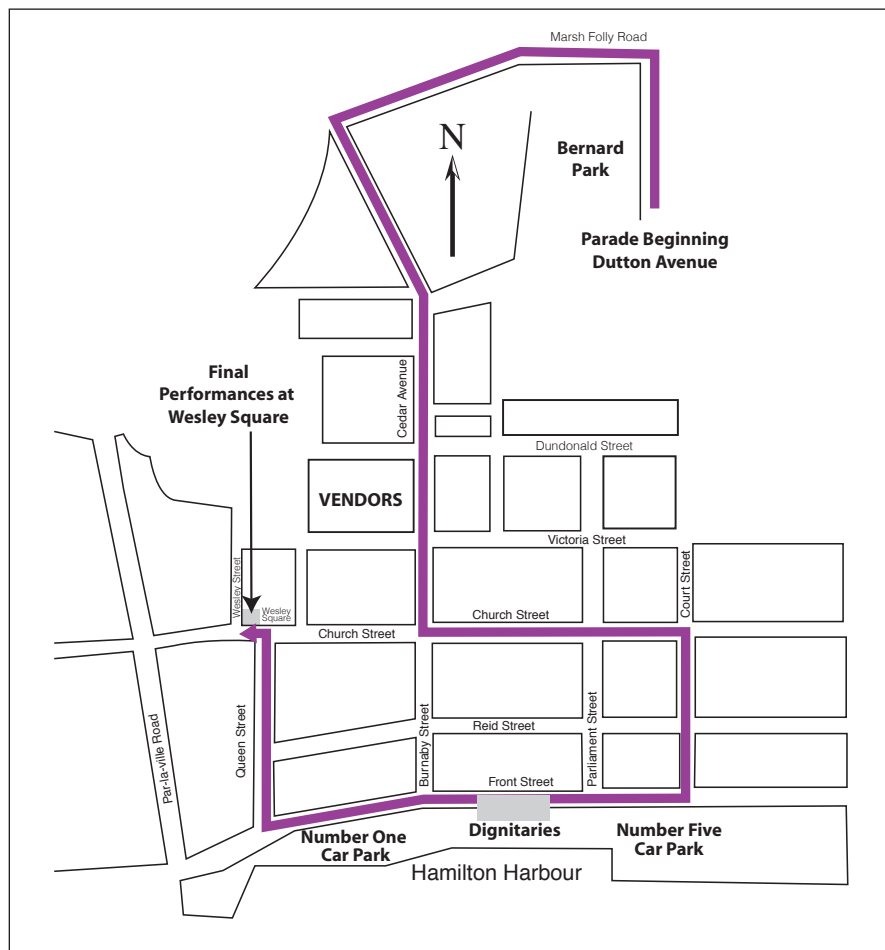 Marsh Folly Road
N
Bernard
Park
Parade Beginning
Dutton Avenue
Final
Performances at
Wesley Square
Cedar Avenue
Dundonald Street
VENDORS
Victoria Street
Wesley Street
Wesley
Square
Court Street
Church Street
Church Street
Par-la-ville Road
Queen Street
Burnaby Street
Reid Street
Parliament Street
Front Street
Number One
Car Park
Dignitaries
Number Five
Car Park
Hamilton Harbour